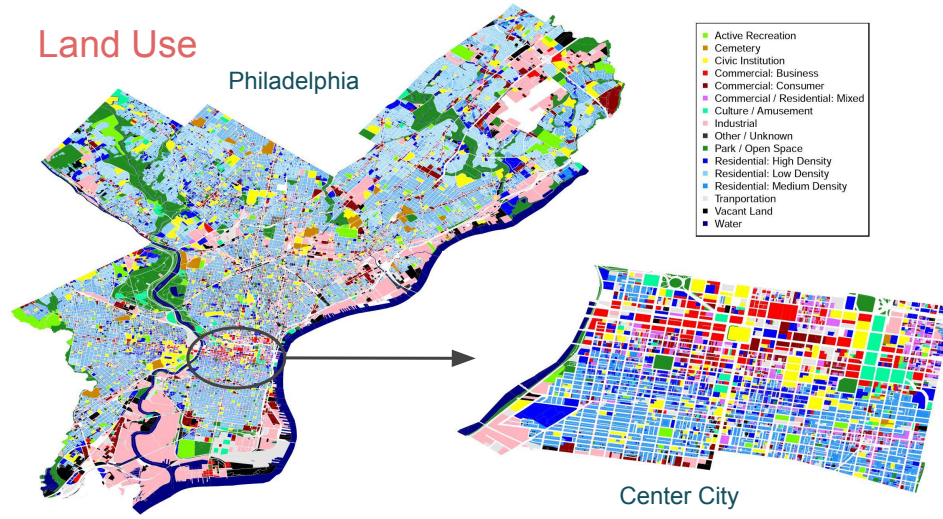 Land Use
Philadelphia
Active Recreation
Cemetery
Civic Institution
Commercial: Business
Commercial: Consumer
Commercial / Residential: Mixed
Culture / Amusement
Industrial
Other / Unknown
Park / Open Space
Residential: High Density
Residential: Low Density
Residential: Medium Density
Tranportation
Vacant Land
Water
Center City